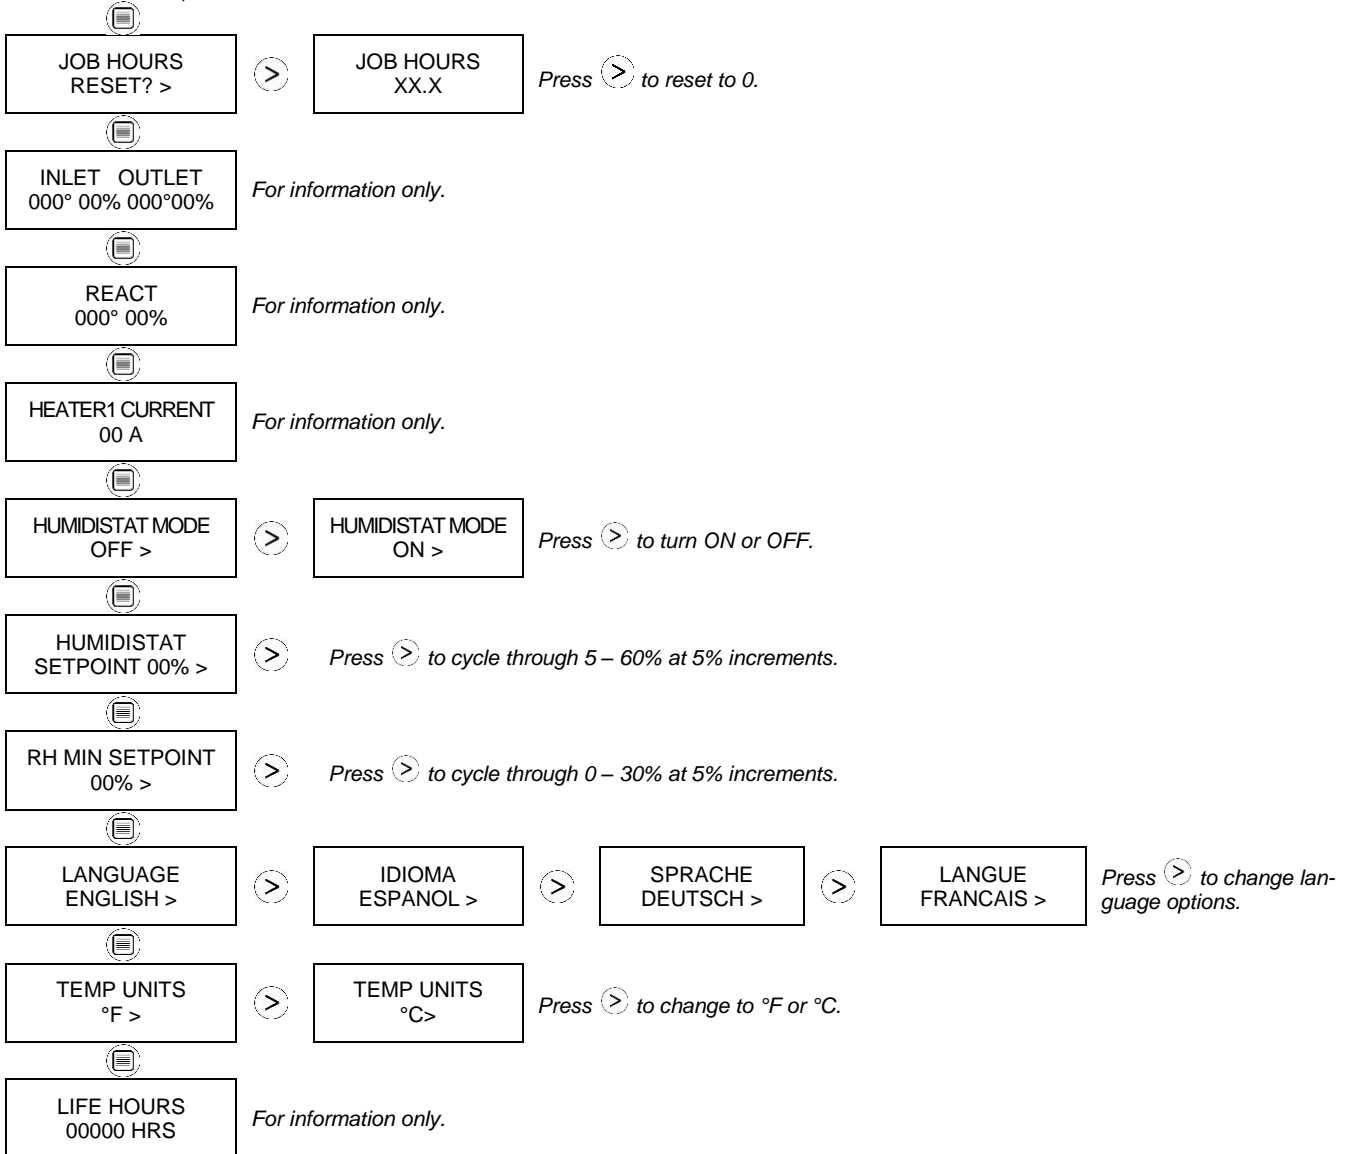 JOB HOURS
RESET? >
>
JOB HOURS
XX.X
Press > to reset to 0.
INLET OUTLET
000° 00% 000°00%
For information only.
REACT
000° 00%
For information only.
HEATER1 CURRENT
00 A
For information only.
HUMIDISTAT MODE
OFF >
>
HUMIDISTAT MODE
ON >
Press > to turn ON or OFF.
HUMIDISTAT
SETPOINT 00% >
>
Press > to cycle through 5 – 60% at 5% increments.
RH MIN SETPOINT
00% >
>
Press > to cycle through 0 – 30% at 5% increments.
LANGUAGE
ENGLISH >
>
IDIOMA
ESPANOL >
>
SPRACHE
DEUTSCH >
>
LANGUE
FRANCAIS >
Press > to change lan-
guage options.
TEMP UNITS
°F >
>
TEMP UNITS
°C>
Press > to change to °F or °C.
LIFE HOURS
00000 HRS
For information only.